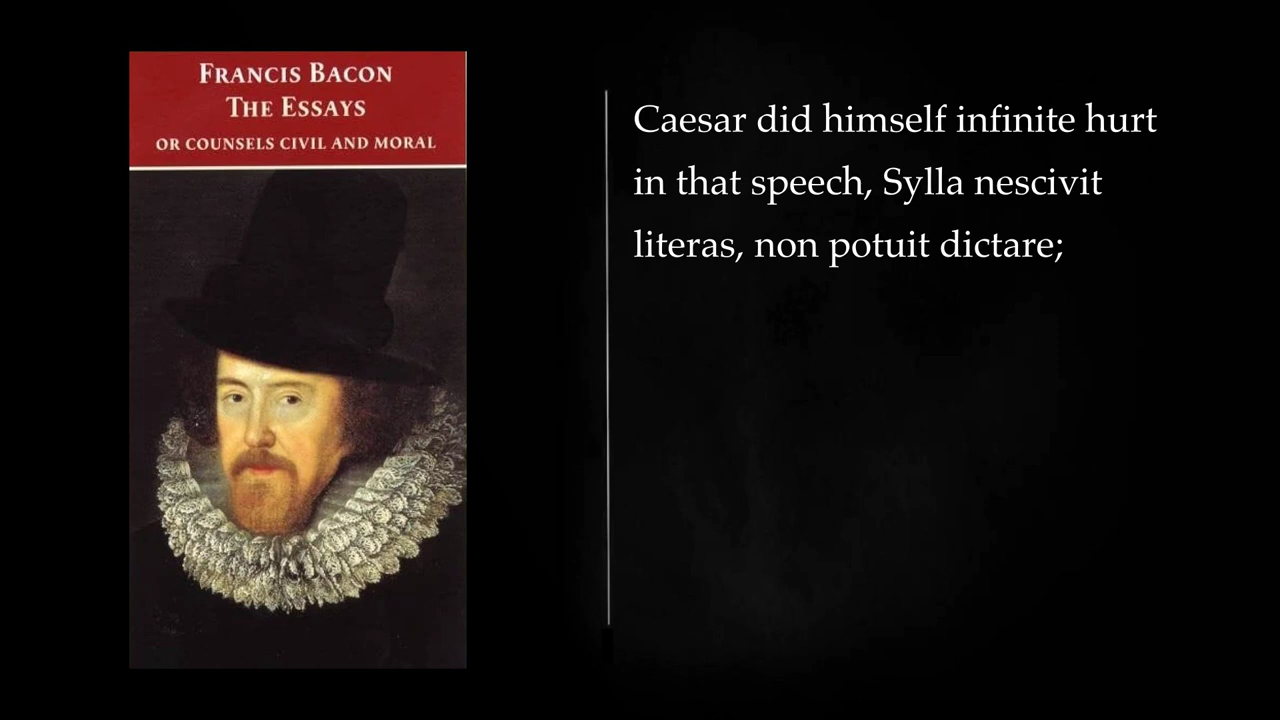 FRANCIS BACON
THE ESSAYS
OR COUNSELS CIVIL AND MORAL
Caesar did himself infinite hurt
in that speech, Sylla nescivit
literas, non potuit dictare;